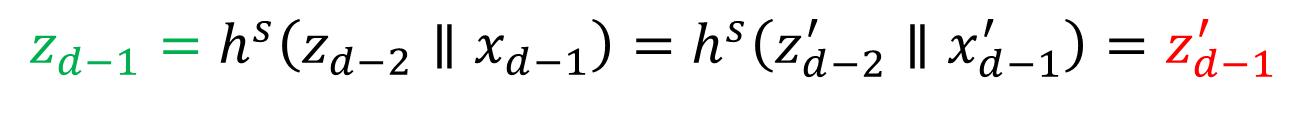 z_{d−1} = h^s(z_{d−2} ∥ x_{d−1}) = h^s(z′_{d−2} ∥ x′_{d−1}) = z′_{d−1}